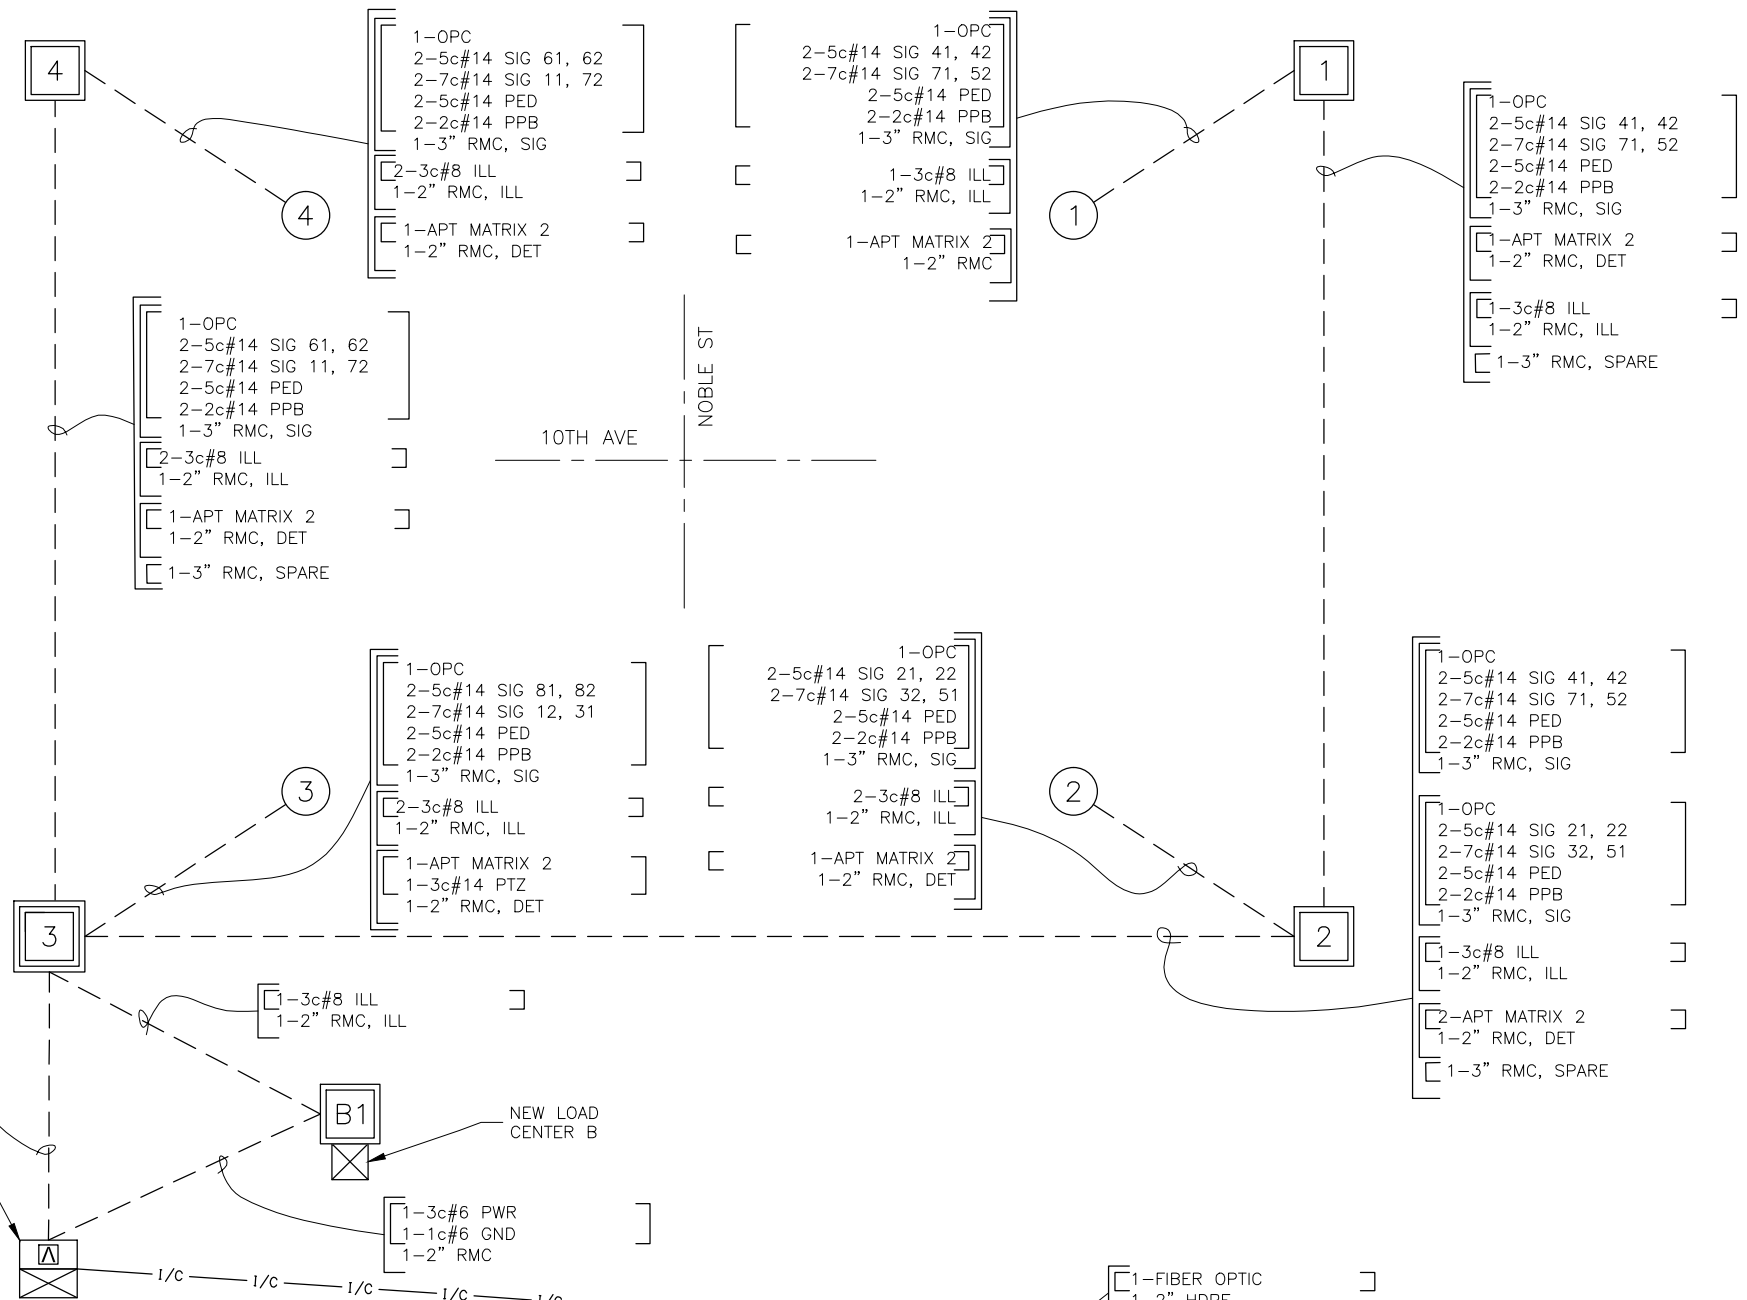 4
1-OPC
2-5c#14 SIG 61, 62
2-7c#14 SIG 11, 72
2-5c#14 PED
2-2c#14 PPB
1-3" RMC, SIG
2-3c#8 ILL
1-2" RMC, ILL
1-APT MATRIX 2
1-2" RMC, DET
4
1-OPC
2-5c#14 SIG 41, 42
2-7c#14 SIG 71, 52
2-5c#14 PED
2-2c#14 PPB
1-3" RMC, SIG
1-3c#8 ILL
1-2" RMC, ILL
1-APT MATRIX 2
1-2" RMC
1
1
1-OPC
2-5c#14 SIG 41, 42
2-7c#14 SIG 71, 52
2-5c#14 PED
2-2c#14 PPB
1-3" RMC, SIG
1-APT MATRIX 2
1-2" RMC, DET
1-3c#8 ILL
1-2" RMC, ILL
1-3" RMC, SPARE
1-OPC
2-5c#14 SIG 61, 62
2-7c#14 SIG 11, 72
2-5c#14 PED
2-2c#14 PPB
1-3" RMC, SIG
2-3c#8 ILL
1-2" RMC, ILL
1-APT MATRIX 2
1-2" RMC, DET
1-3" RMC, SPARE
10TH AVE
NOBLE ST
1-OPC
2-5c#14 SIG 81, 82
2-7c#14 SIG 12, 31
2-5c#14 PED
2-2c#14 PPB
1-3" RMC, SIG
2-3c#8 ILL
1-2" RMC, ILL
1-APT MATRIX 2
1-3c#14 PTZ
1-2" RMC, DET
3
1-OPC
2-5c#14 SIG 21, 22
2-7c#14 SIG 32, 51
2-5c#14 PED
2-2c#14 PPB
1-3" RMC, SIG
2-3c#8 ILL
1-2" RMC, ILL
1-APT MATRIX 2
1-2" RMC, DET
2
1-OPC
2-5c#14 SIG 41, 42
2-7c#14 SIG 71, 52
2-5c#14 PED
2-2c#14 PPB
1-3" RMC, SIG
1-OPC
2-5c#14 SIG 21, 22
2-7c#14 SIG 32, 51
2-5c#14 PED
2-2c#14 PPB
1-3" RMC, SIG
1-3c#8 ILL
1-2" RMC, ILL
2-APT MATRIX 2
1-2" RMC, DET
1-3" RMC, SPARE
3
2
1-3c#8 ILL
1-2" RMC, ILL
B1
NEW LOAD
CENTER B
1-3c#6 PWR
1-1c#6 GND
1-2" RMC
I/C I/C I/C I/C I/C
1-FIBER OPTIC
1-2" HDPE